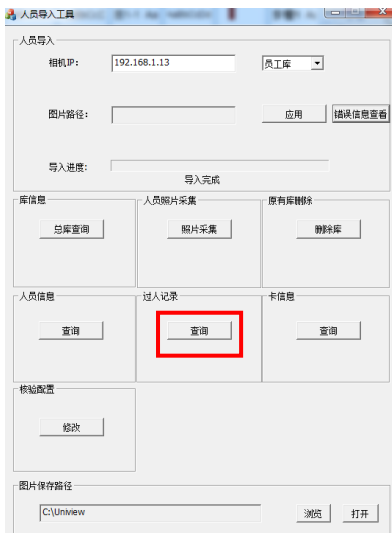 人员导入工具
人员导入
相机IP: 192.168.1.13 员工库
图片路径: 应用 错误信息查看
导入进度:
导入完成
库信息 人员照片采集 原有库删除
总库查询 照片采集 删除库
人员信息 过人记录 卡信息
查询 查询 查询
核验配置
修改
图片保存路径
C:\Uniview 浏览 打开